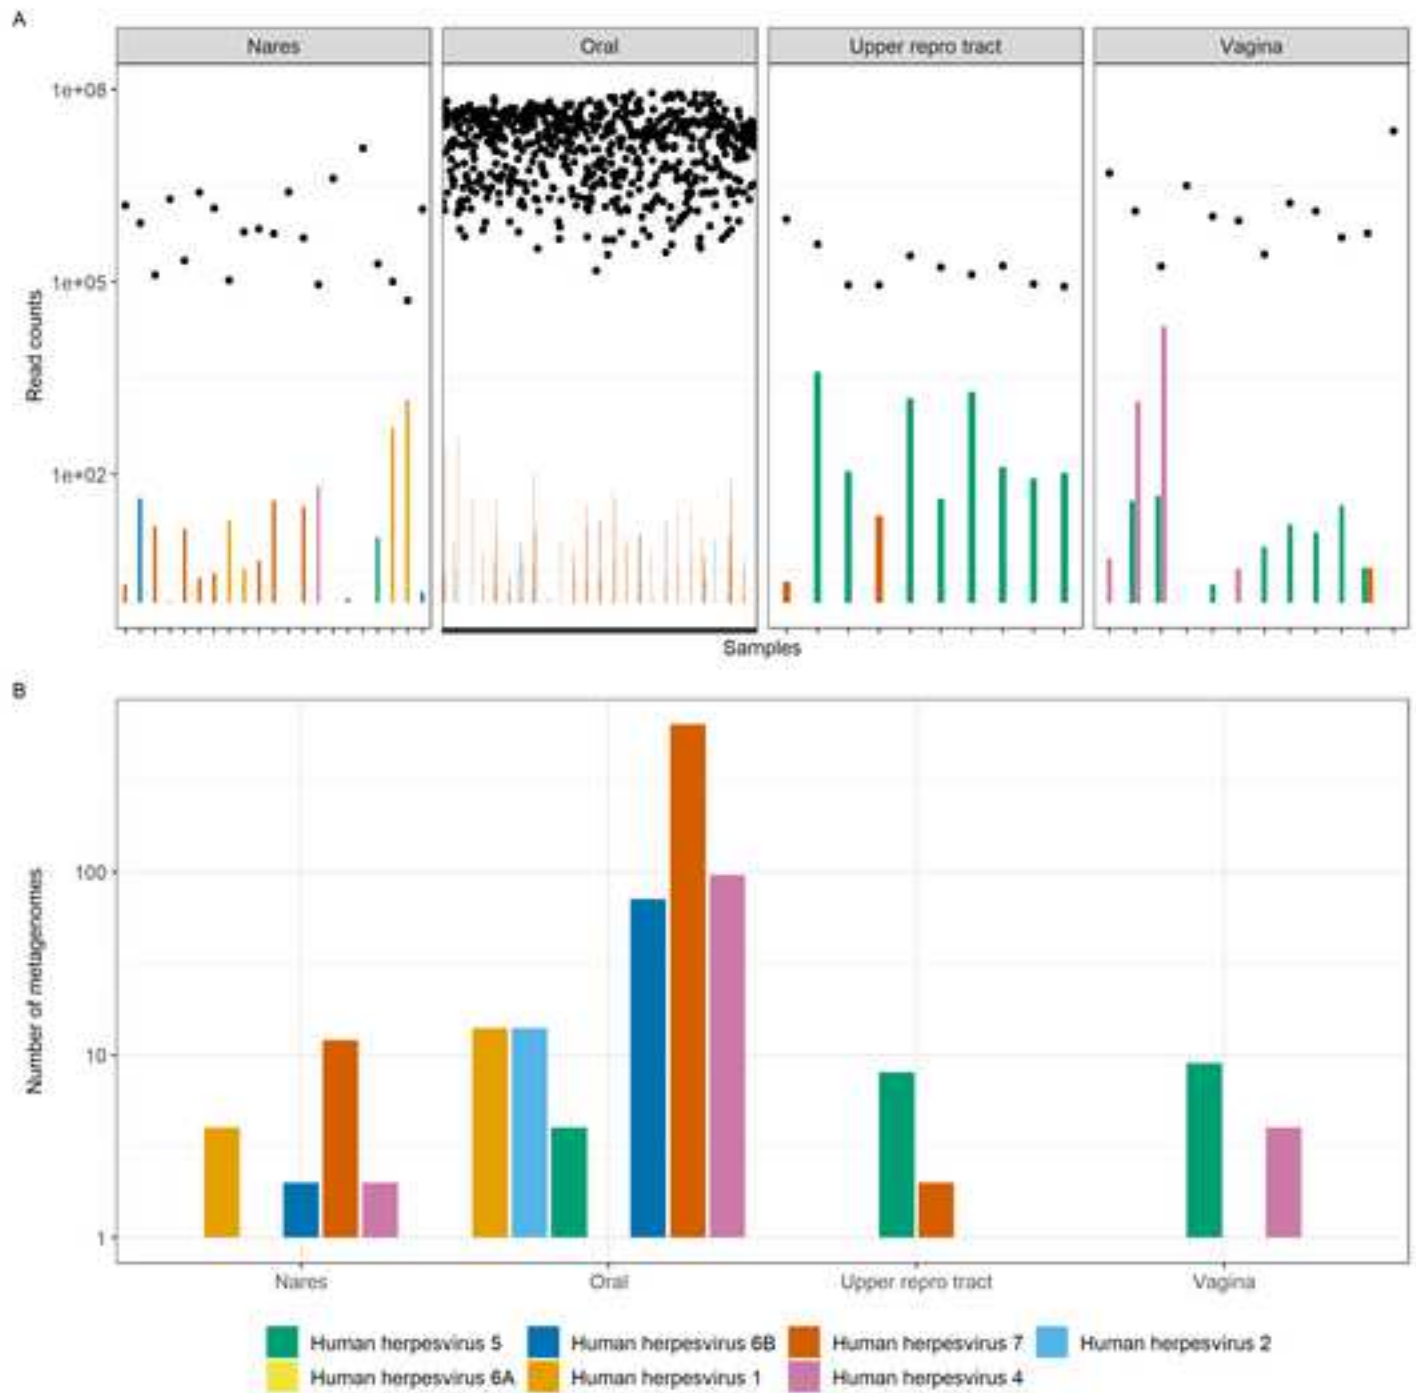 A
Nares Oral Upper repro tract Vagina
1e+08
1e+05
1e+02
Read counts
Samples
B
100
10
1
Number of metagenomes
Nares Oral Upper repro tract Vagina
Human herpesvirus 5 Human herpesvirus 6B Human herpesvirus 7 Human herpesvirus 2
Human herpesvirus 6A Human herpesvirus 1 Human herpesvirus 4